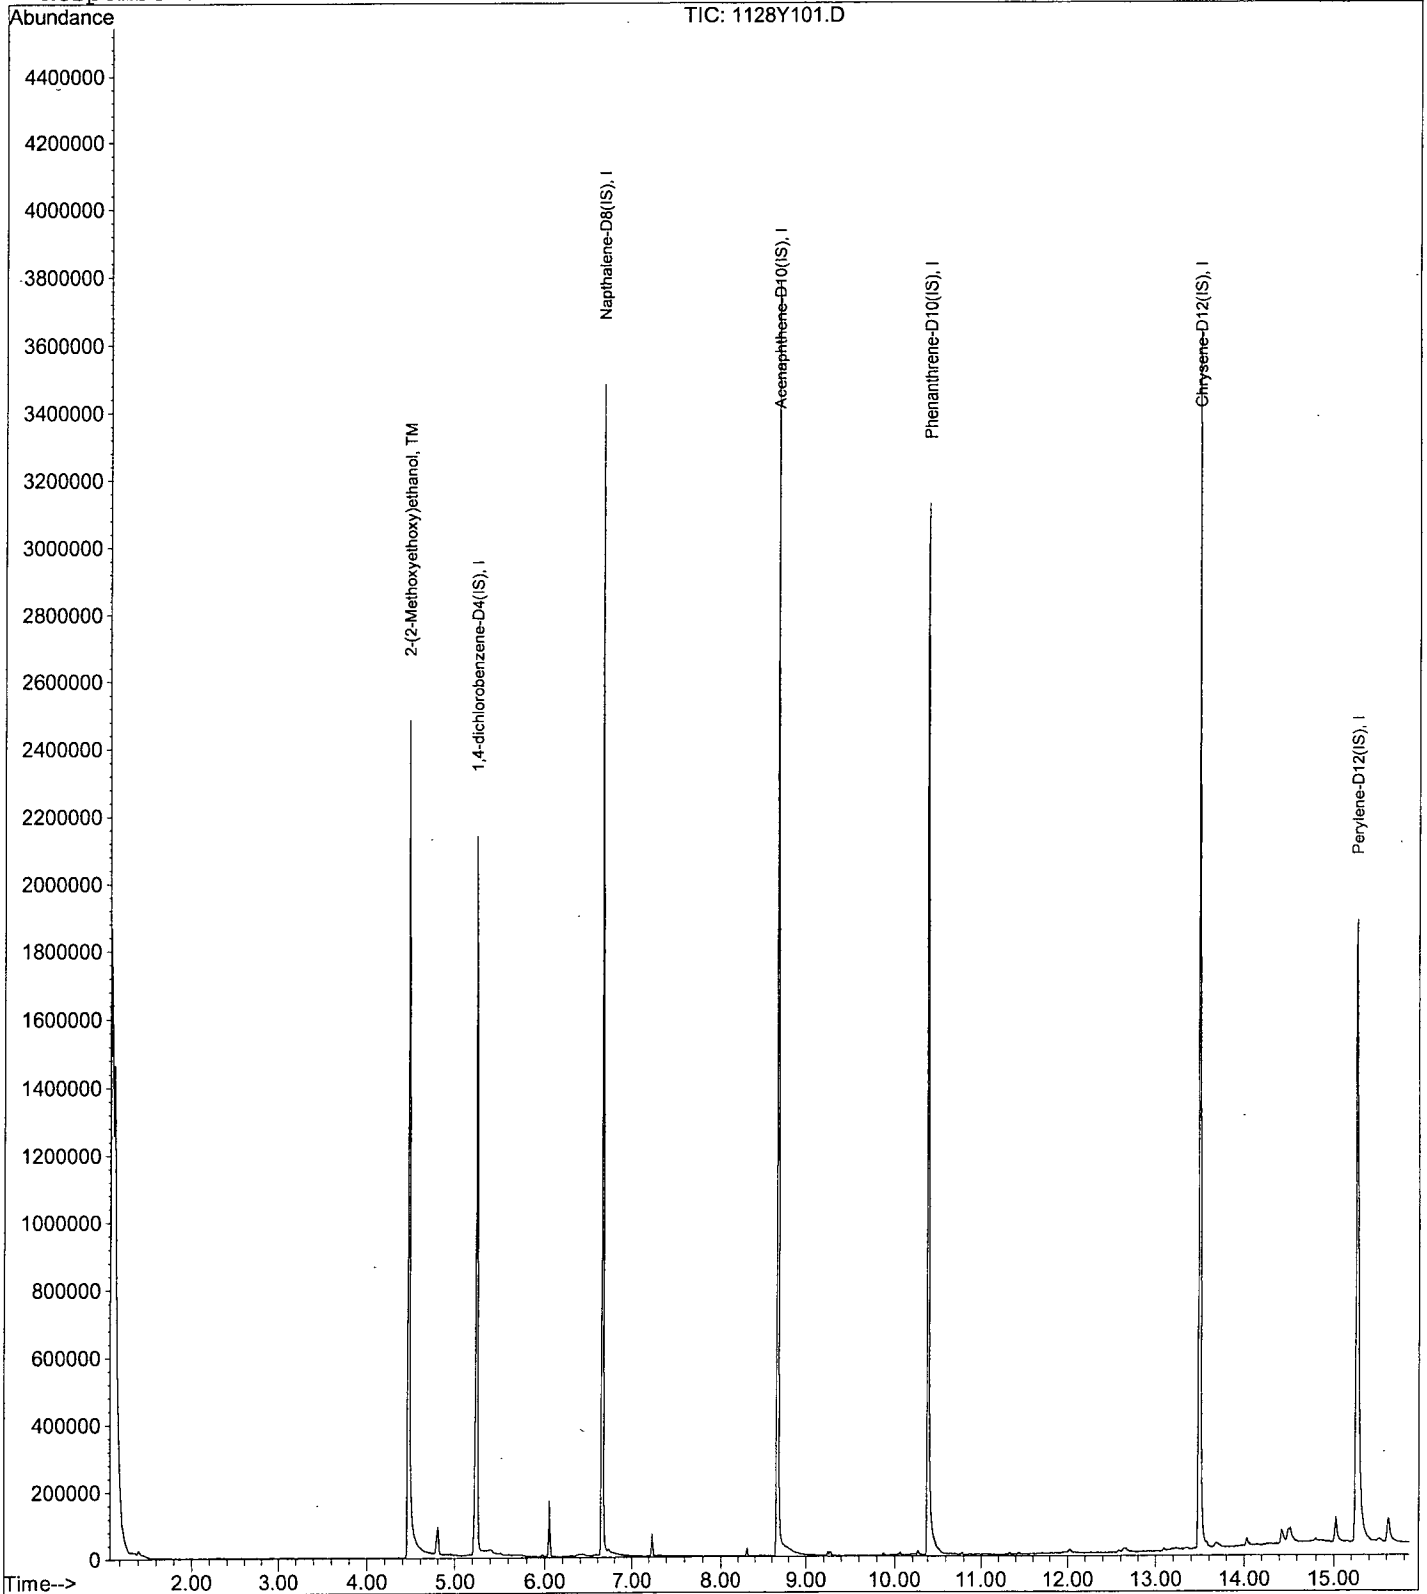 Abundance
TIC: 1128Y101.D
4400000
4200000
4000000
3800000
3600000
3400000
3200000
3000000
2800000
2600000
2400000
2200000
2000000
1800000
1600000
1400000
1200000
1000000
800000
600000
400000
200000
0
2-(2-Methoxyethoxy)ethanol, TM
1,4-dichlorobenzene-D4(IS), I
Napthalene-D8(IS), I
Acenaphthene-D10(IS), I
Phenanthrene-D10(IS), I
Chrysene-D12(IS), I
Perylene-D12(IS), I
Time--> 2.00 3.00 4.00 5.00 6.00 7.00 8.00 9.00 10.00 11.00 12.00 13.00 14.00 15.00